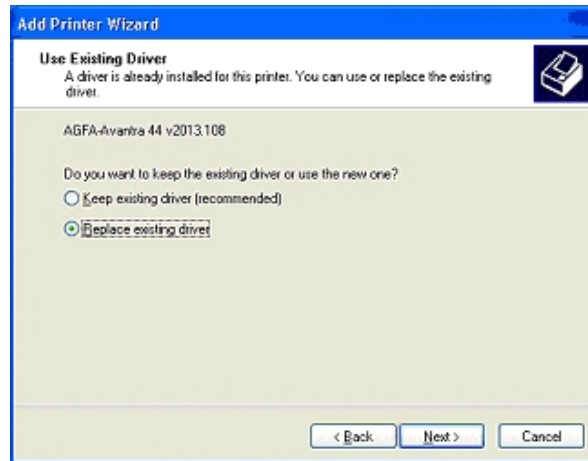 Add Printer Wizard
Use Existing Driver
A driver is already installed for this printer. You can use or replace the existing
driver.
AGFA-Avantra 44 v2013.108
Do you want to keep the existing driver or use the new one?
Keep existing driver (recommended)
Replace existing driver
< Back Next > Cancel